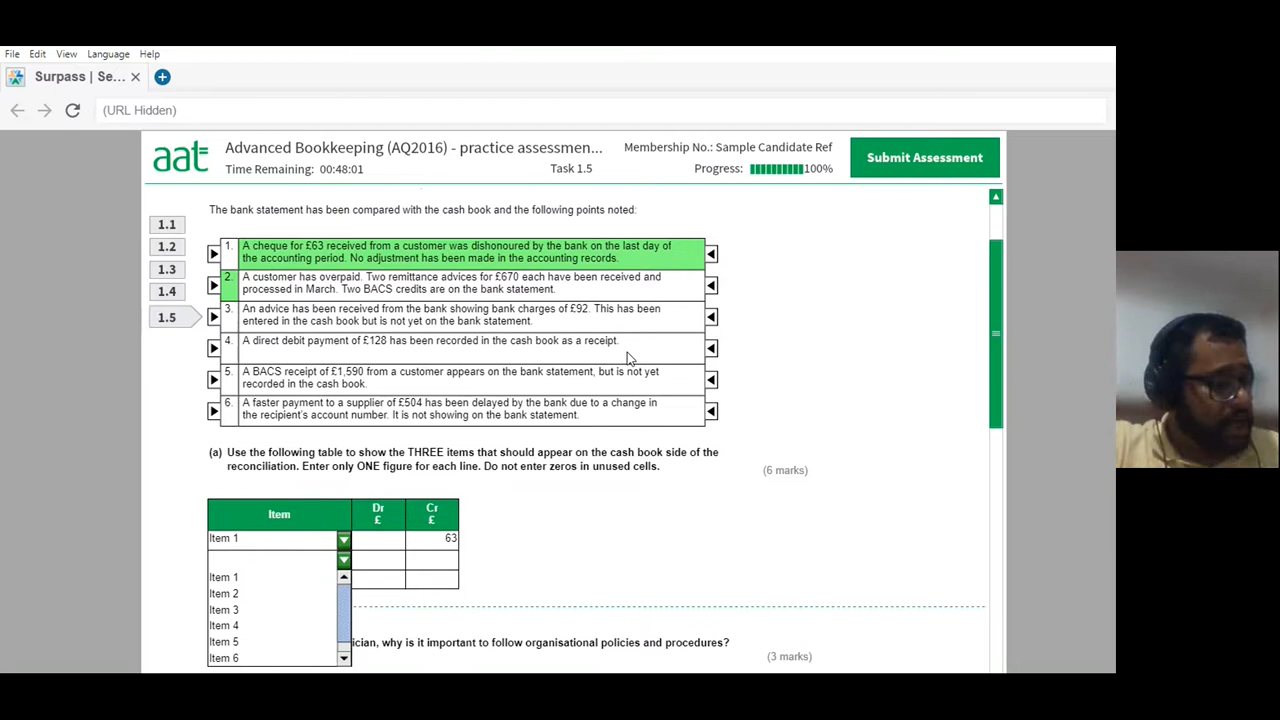 File Edit View Language Help
Surpass | Se...
(URL Hidden)
aat
Advanced Bookkeeping (AQ2016) - practice assessmen...
Membership No.: Sample Candidate Ref
Submit Assessment
Time Remaining: 00:48:01
Task 1.5
Progress: 100%
The bank statement has been compared with the cash book and the following points noted:
1.1
1.2
1.3
1.4
1.5
1. A cheque for £63 received from a customer was dishonoured by the bank on the last day of
the accounting period. No adjustment has been made in the accounting records.
2. A customer has overpaid. Two remittance advices for £670 each have been received and
processed in March. Two BACS credits are on the bank statement.
3. An advice has been received from the bank showing bank charges of £92. This has been
entered in the cash book but is not yet on the bank statement.
4. A direct debit payment of £128 has been recorded in the cash book as a receipt.
5. A BACS receipt of £1,590 from a customer appears on the bank statement, but is not yet
recorded in the cash book.
6. A faster payment to a supplier of £504 has been delayed by the bank due to a change in
the recipient's account number. It is not showing on the bank statement.
(a) Use the following table to show the THREE items that should appear on the cash book side of the
reconciliation. Enter only ONE figure for each line. Do not enter zeros in unused cells.
(6 marks)
Item Dr £ Cr £
Item 1 63
Item 1
Item 2
Item 3
Item 4
Item 5
Item 6
ician, why is it important to follow organisational policies and procedures?
(3 marks)